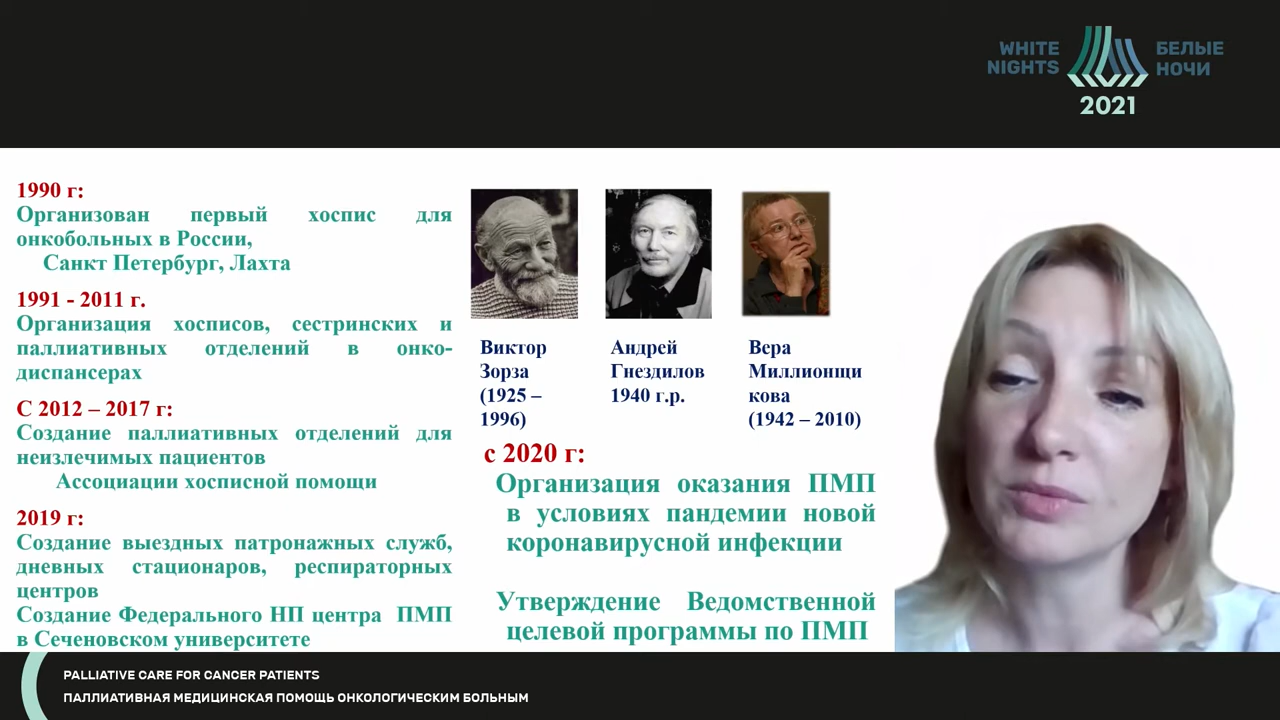 WHITE
NIGHTS
БЕЛЫЕ
НОЧИ
2021
1990 г:
Организован первый хоспис для
онкобольных в России,
Санкт Петербург, Лахта
1991 - 2011 г.
Организация хосписов, сестринских и
паллиативных отделений в онко-
диспансерах
С 2012 – 2017 г:
Создание паллиативных отделений для
неизлечимых пациентов
Ассоциации хосписной помощи
2019 г:
Создание выездных патронажных служб,
дневных стационаров, респираторных
центров
Создание Федерального НП центра ПМП
в Сеченовском университете
Виктор
Зорза
(1925 –
1996)
Андрей
Гнездилов
1940 г.р.
Вера
Миллионщи
кова
(1942 – 2010)
с 2020 г:
Организация оказания ПМП
в условиях пандемии новой
коронавирусной инфекции
Утверждение Ведомственной
целевой программы по ПМП
PALLIATIVE CARE FOR CANCER PATIENTS
ПАЛЛИАТИВНАЯ МЕДИЦИНСКАЯ ПОМОЩЬ ОНКОЛОГИЧЕСКИМ БОЛЬНЫМ